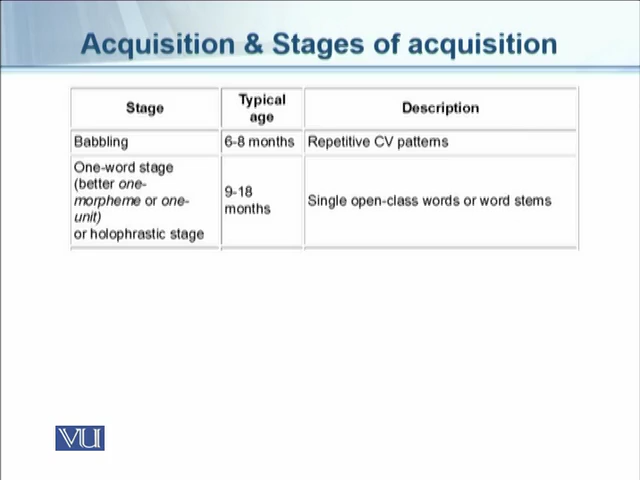 Acquisition & Stages of acquisition
Stage
Typical
age
Description
Babbling
6-8 months
Repetitive CV patterns
One-word stage
(better one-
morpheme or one-
unit)
or holophrastic stage
9-18
months
Single open-class words or word stems
VU